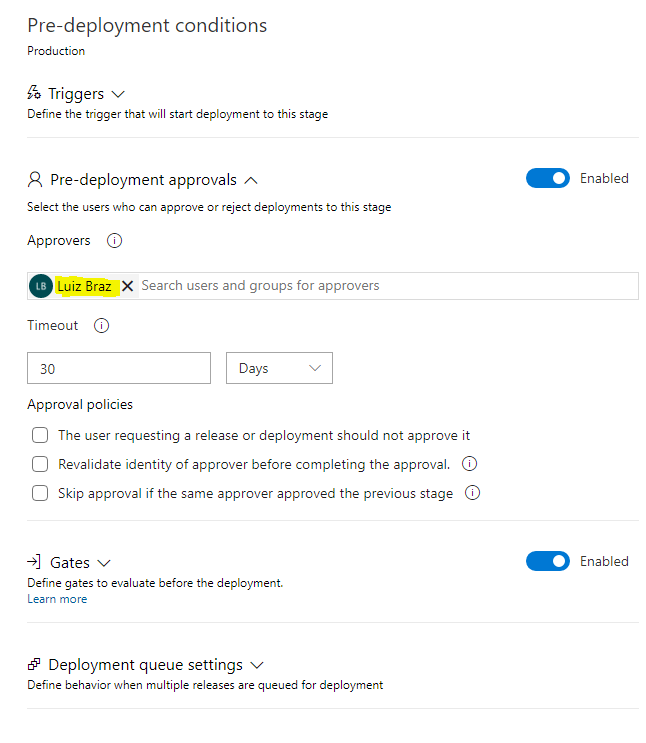 Pre-deployment conditions
Production
Triggers
Define the trigger that will start deployment to this stage
Pre-deployment approvals
Enabled
Select the users who can approve or reject deployments to this stage
Approvers
LB Luiz Braz Search users and groups for approvers
Timeout
30 Days
Approval policies
The user requesting a release or deployment should not approve it
Revalidate identity of approver before completing the approval.
Skip approval if the same approver approved the previous stage
Gates
Enabled
Define gates to evaluate before the deployment.
Learn more
Deployment queue settings
Define behavior when multiple releases are queued for deployment